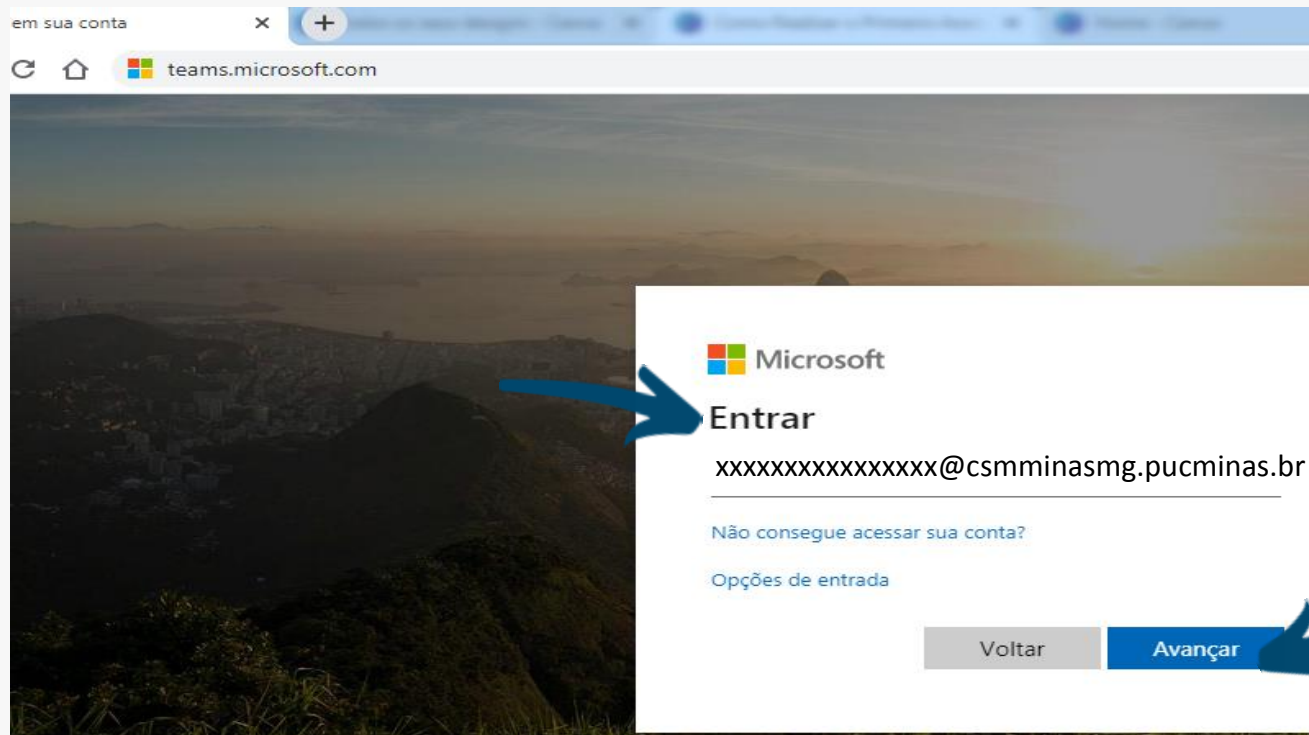 em sua conta
teams.microsoft.com
Microsoft
Entrar
xxxxxxxxxxxxxxxx@csmminasmg.pucminas.br
Não consegue acessar sua conta?
Opções de entrada
Voltar
Avançar